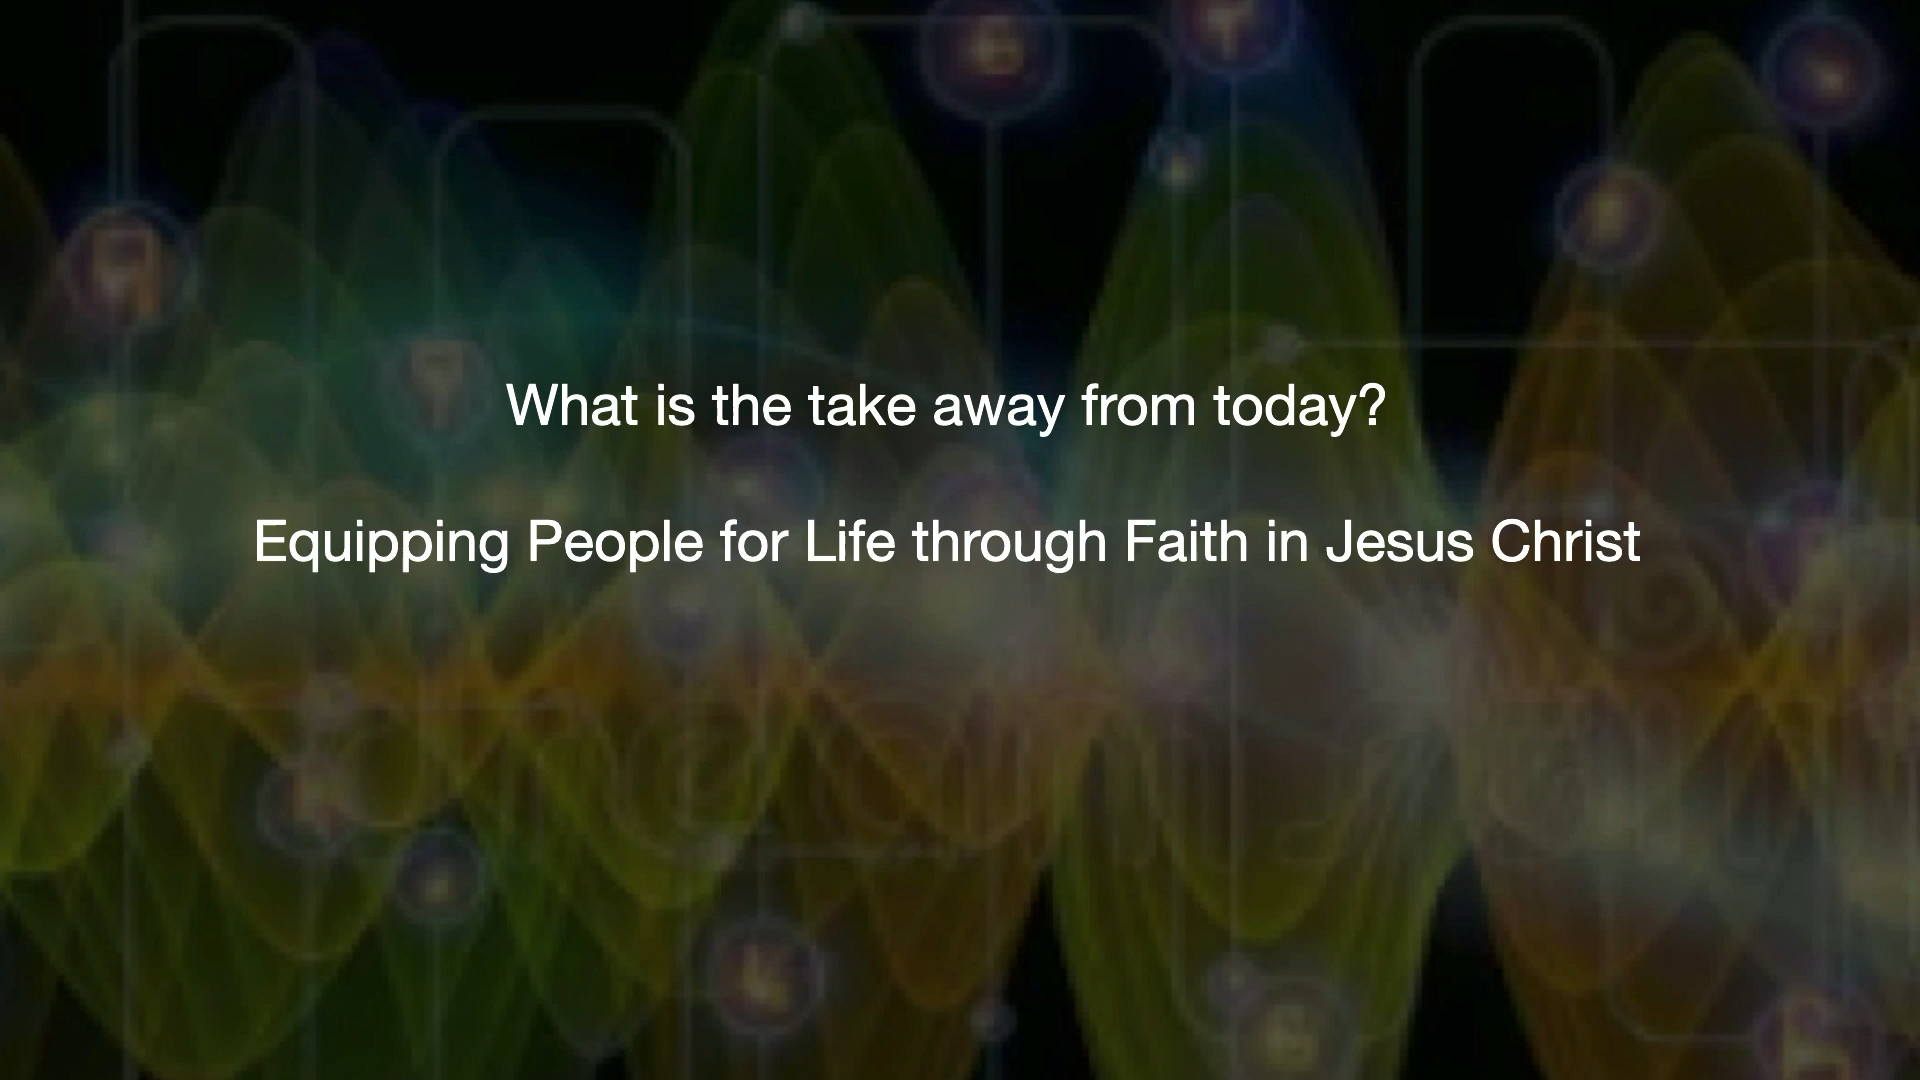 What is the take away from today?
Equipping People for Life through Faith in Jesus Christ